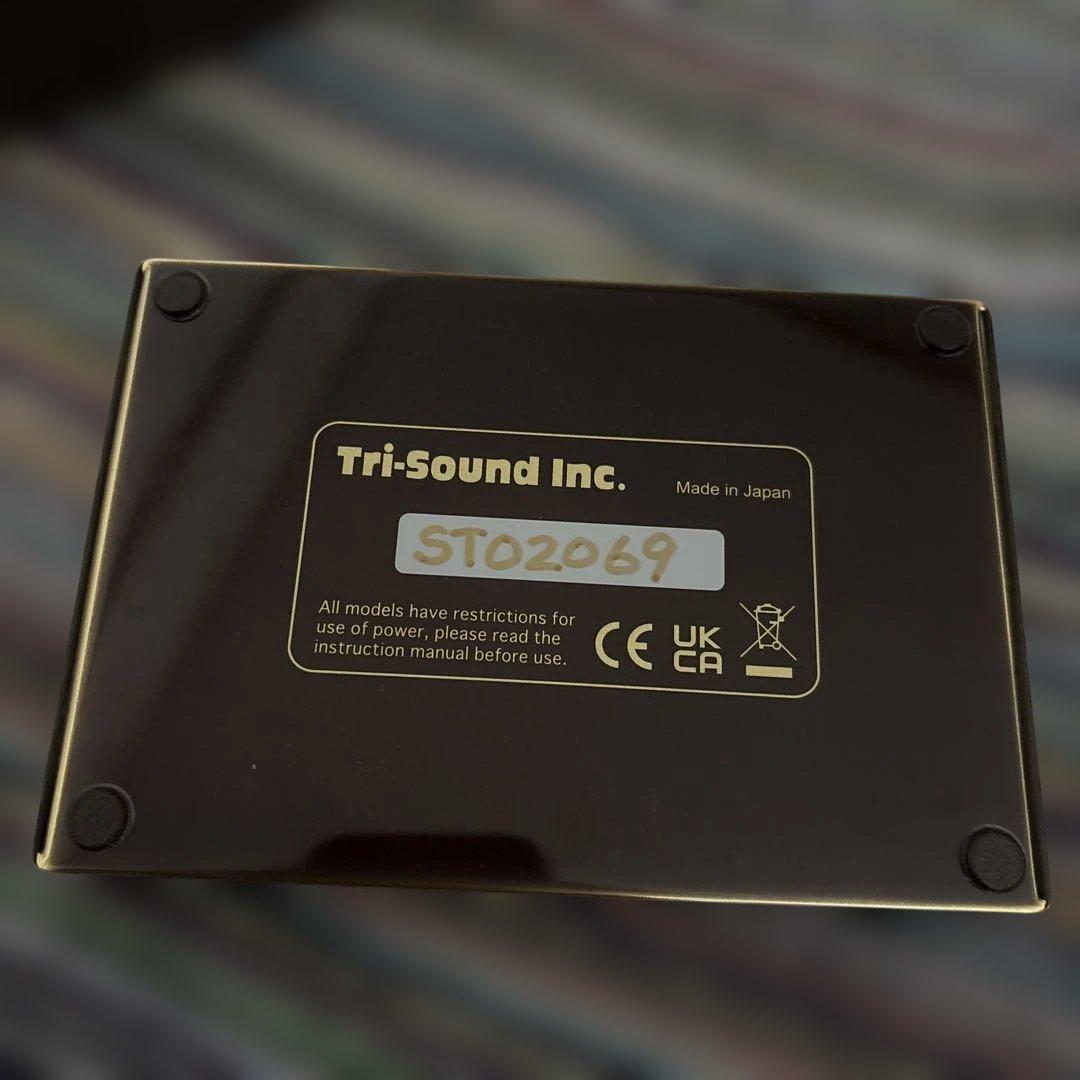 Tri-Sound Inc.
Made in Japan
STO2069
All models have restrictions for
use of power, please read the
instruction manual before use.
CE
UK
CA